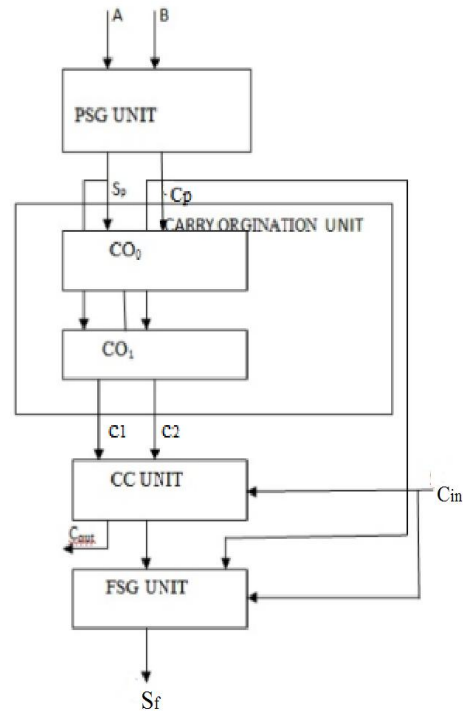 A B
PSG UNIT
Sp Cp
CARRY ORGINATION UNIT
CO0
CO1
C1 C2
CC UNIT
Cin
Cout
FSG UNIT
Sf